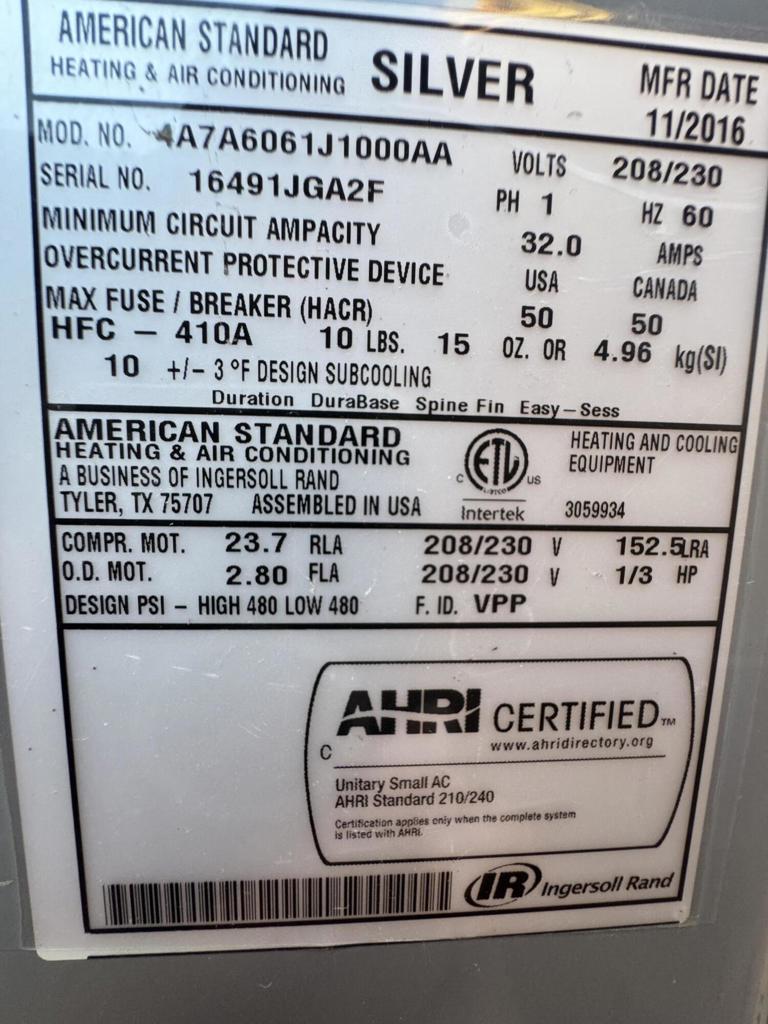 AMERICAN STANDARD
HEATING & AIR CONDITIONING
SILVER
MFR DATE
11/2016
MOD. NO. 4A7A6061J1000AA
VOLTS 208/230
SERIAL NO. 16491JGA2F
PH 1 HZ 60
MINIMUM CIRCUIT AMPACITY 32.0 AMPS
OVERCURRENT PROTECTIVE DEVICE USA CANADA
MAX FUSE / BREAKER (HACR) 50 50
HFC - 410A 10 LBS. 15 OZ. OR 4.96 kg(SI)
10 +/- 3 °F DESIGN SUBCOOLING
Duration DuraBase Spine Fin Easy-Sess
AMERICAN STANDARD
HEATING & AIR CONDITIONING
A BUSINESS OF INGERSOLL RAND
TYLER, TX 75707 ASSEMBLED IN USA
C ETL US
Intertek
HEATING AND COOLING
EQUIPMENT
3059934
COMPR. MOT. 23.7 RLA 208/230 V 152.5LRA
O.D. MOT. 2.80 FLA 208/230 V 1/3 HP
DESIGN PSI - HIGH 480 LOW 480 F. ID. VPP
AHRI CERTIFIED™
www.ahridirectory.org
C
Unitary Small AC
AHRI Standard 210/240
Certification applies only when the complete system
is listed with AHRI.
IR Ingersoll Rand